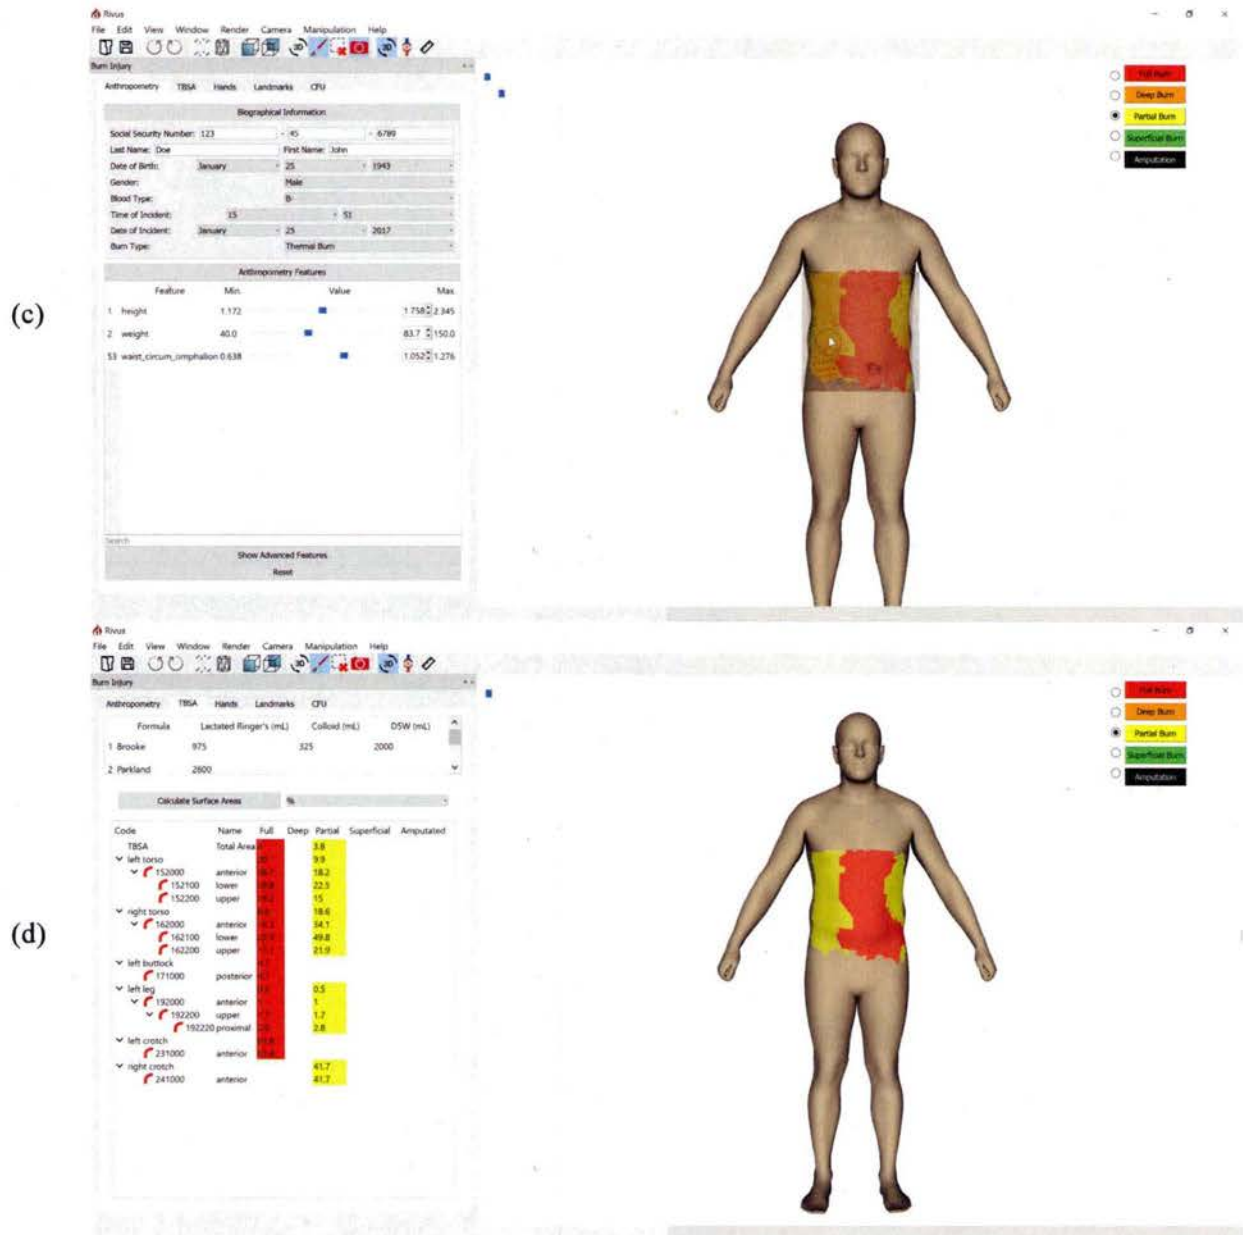 Rivus
File Edit View Window Render Camera Manipulation Help
Burn Injury
Anthropometry TBSA Hands Landmarks CFU
Biographical Information
Social Security Number: 123 - 45 - 6789
Last Name: Doe First Name: John
Date of Birth: January 25 1943
Gender: Male
Blood Type: B-
Time of Incident: 15 51
Date of Incident: January 25 2017
Burn Type: Thermal Burn
Anthropometry Features
Feature Min. Value Max
1 height 1.172 1.758 2.345
2 weight 40.0 83.7 150.0
53 waist_circum_omphalion 0.638 1.052 1.276
Search
Show Advanced Features
Reset
Full Burn
Deep Burn
Partial Burn
Superficial Burn
Amputation
(c)
Rivus
File Edit View Window Render Camera Manipulation Help
Burn Injury
Anthropometry TBSA Hands Landmarks CFU
Formula Lactated Ringer's (mL) Colloid (mL) D5W (mL)
1 Brooke 975 325 2000
2 Parkland 2600
Calculate Surface Areas %
Code Name Full Deep Partial Superficial Amputated
TBSA Total Area 3.8
left torso 9.9
152000 anterior 18.2
152100 lower 22.5
152200 upper 15
right torso 18.6
162000 anterior 34.1
162100 lower 49.8
162200 upper 21.9
left buttock
171000 posterior
left leg 0.5
192000 anterior 1
192200 upper 1.7
192220 proximal 2.8
left crotch
231000 anterior
right crotch 41.7
241000 anterior 41.7
Full Burn
Deep Burn
Partial Burn
Superficial Burn
Amputation
(d)